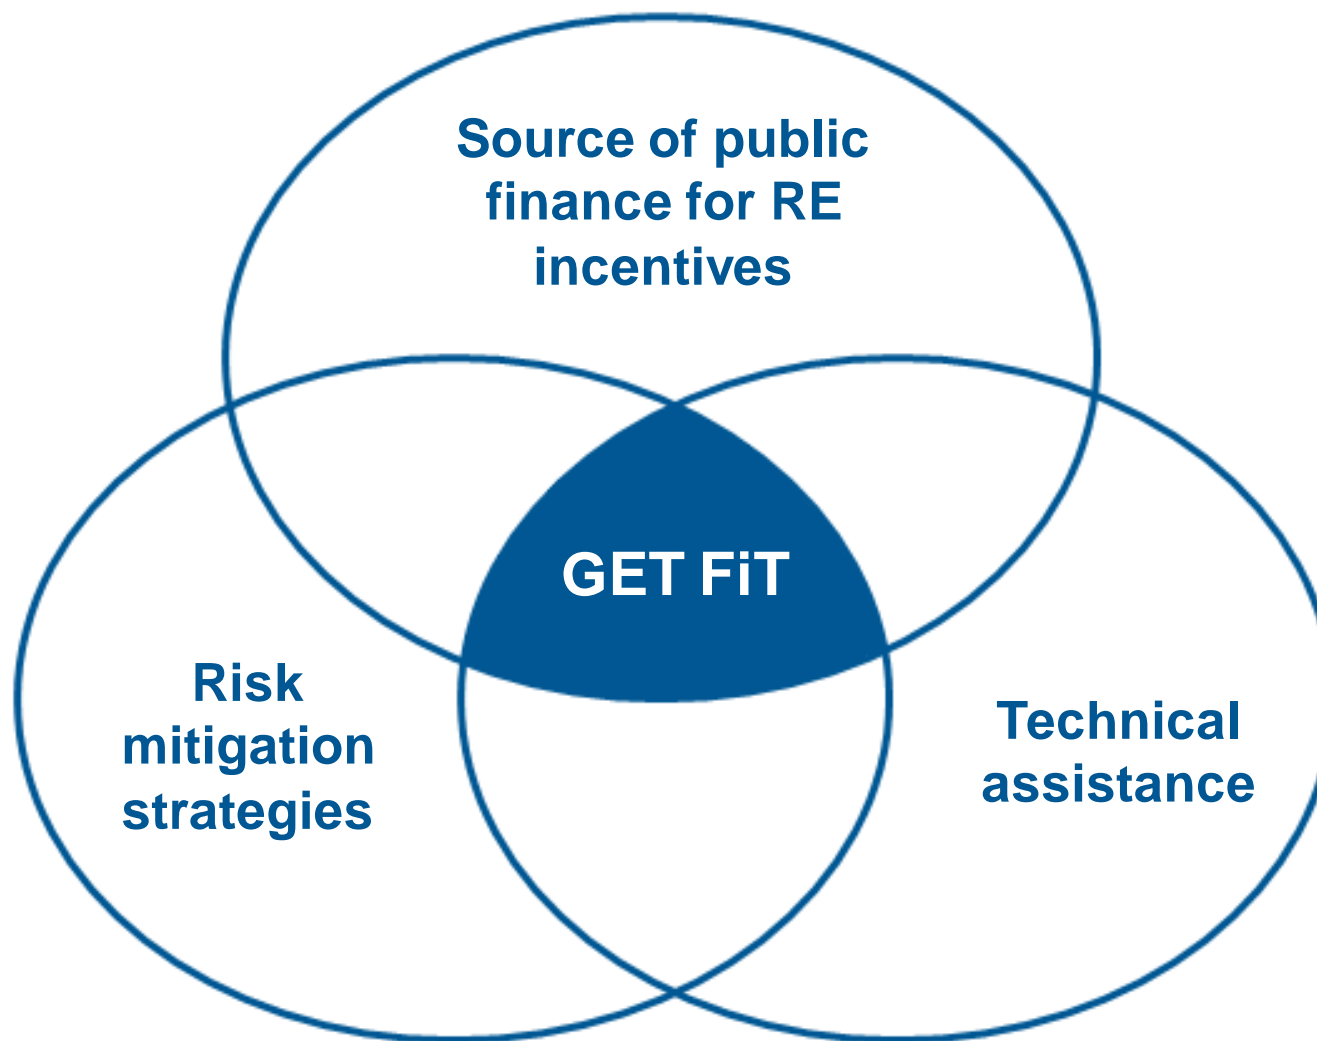 Source of public
finance for RE
incentives
GET FiT
Risk
mitigation
strategies
Technical
assistance